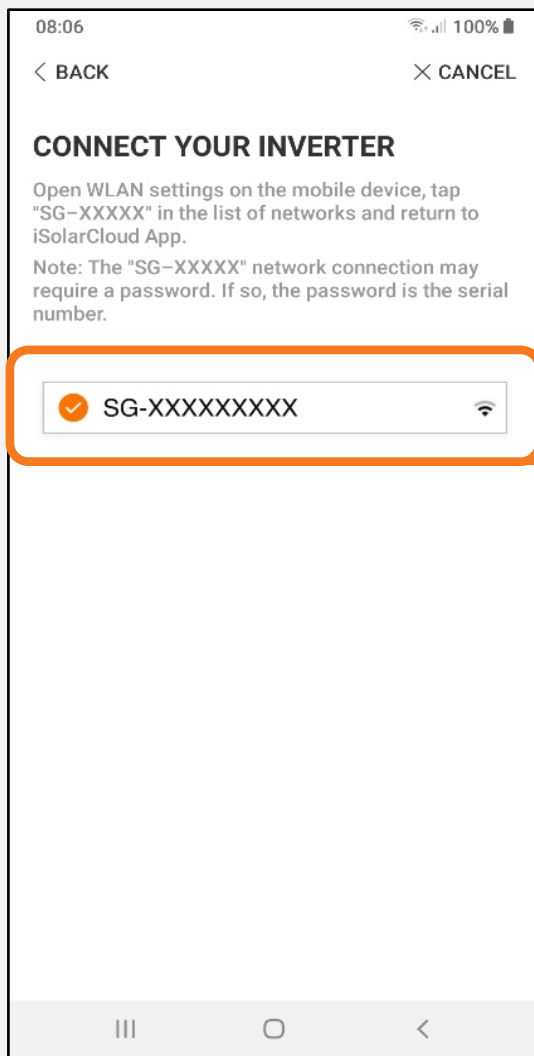 08:06
100%
BACK
CANCEL
CONNECT YOUR INVERTER
Open WLAN settings on the mobile device, tap
"SG–XXXXX" in the list of networks and return to
iSolarCloud App.
Note: The "SG–XXXXX" network connection may
require a password. If so, the password is the serial
number.
SG-XXXXXXXXX